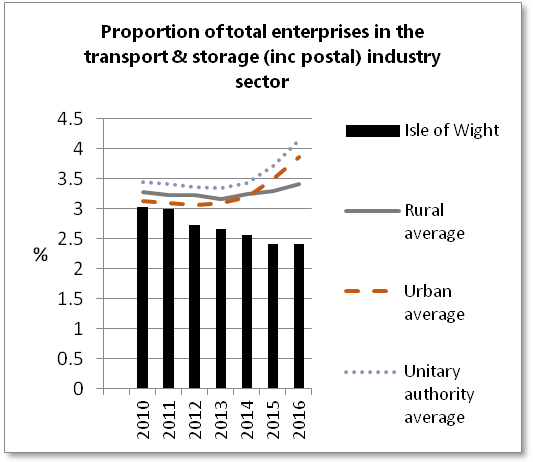 Proportion of total enterprises in the
transport & storage (inc postal) industry
sector
4.5
4
3.5
3
2.5
2
1.5
1
0.5
0
%
2010
2011
2012
2013
2014
2015
2016
Isle of Wight
Rural
average
Urban
average
Unitary
authority
average